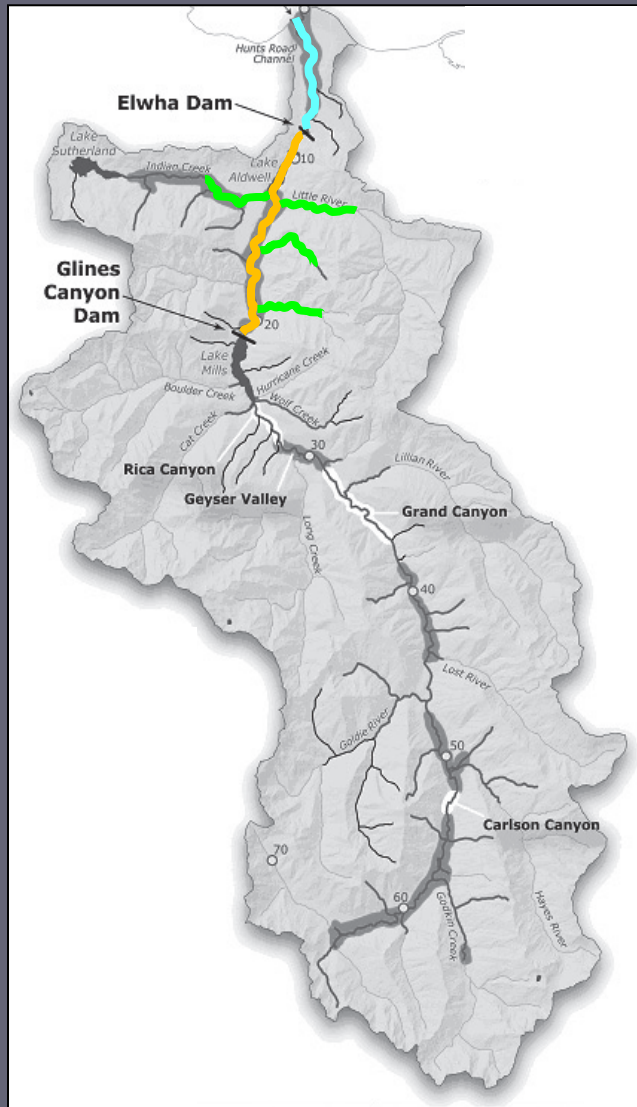 Hunts Road
Channel
Elwha Dam
10
Lake
Sutherland
Indian Creek
Lake
Aldwell
Little River
Glines
Canyon
Dam
20
Lake
Mills
Hurricane Creek
Boulder Creek
Wolf Creek
Cat Creek
Rica Canyon
30
Lillian River
Geyser Valley
Grand Canyon
Long Creek
40
Lost River
Goldie River
50
Carlson Canyon
70
60
Godkin Creek
Hayes River